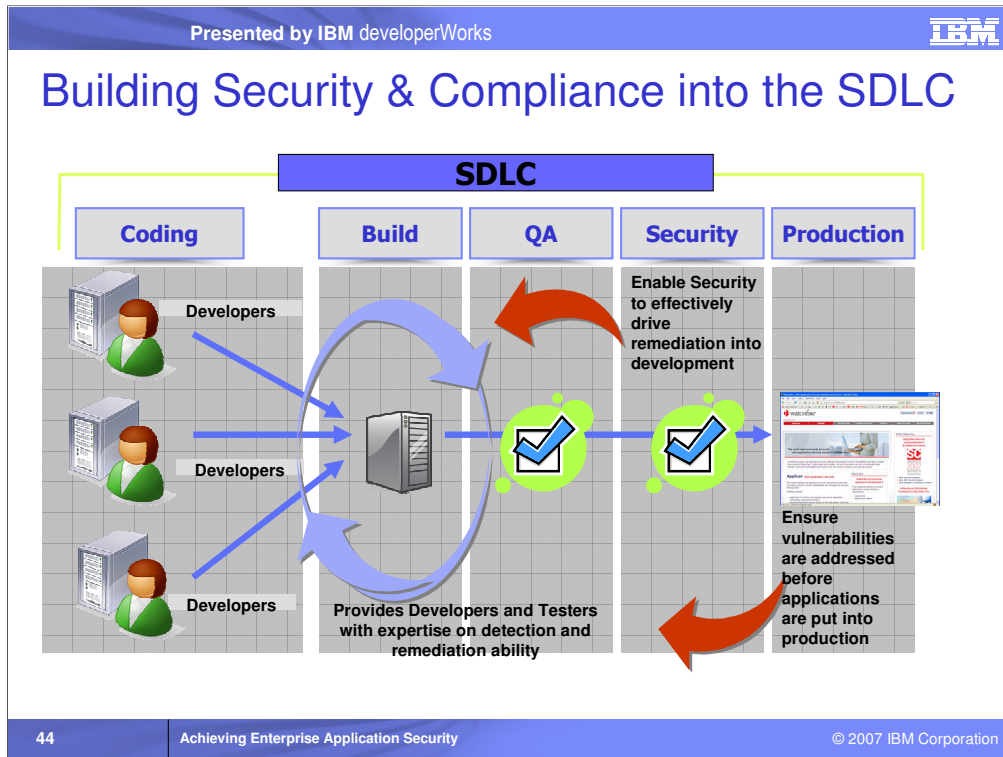 Presented by IBM developerWorks
IBM
Building Security & Compliance into the SDLC
SDLC
Coding
Build
QA
Security
Production
Developers
Developers
Developers
Enable Security
to effectively
drive
remediation into
development
watchfire
AppScan
Ensure
vulnerabilities
are addressed
before
applications
are put into
production
Provides Developers and Testers
with expertise on detection and
remediation ability
44
Achieving Enterprise Application Security
© 2007 IBM Corporation